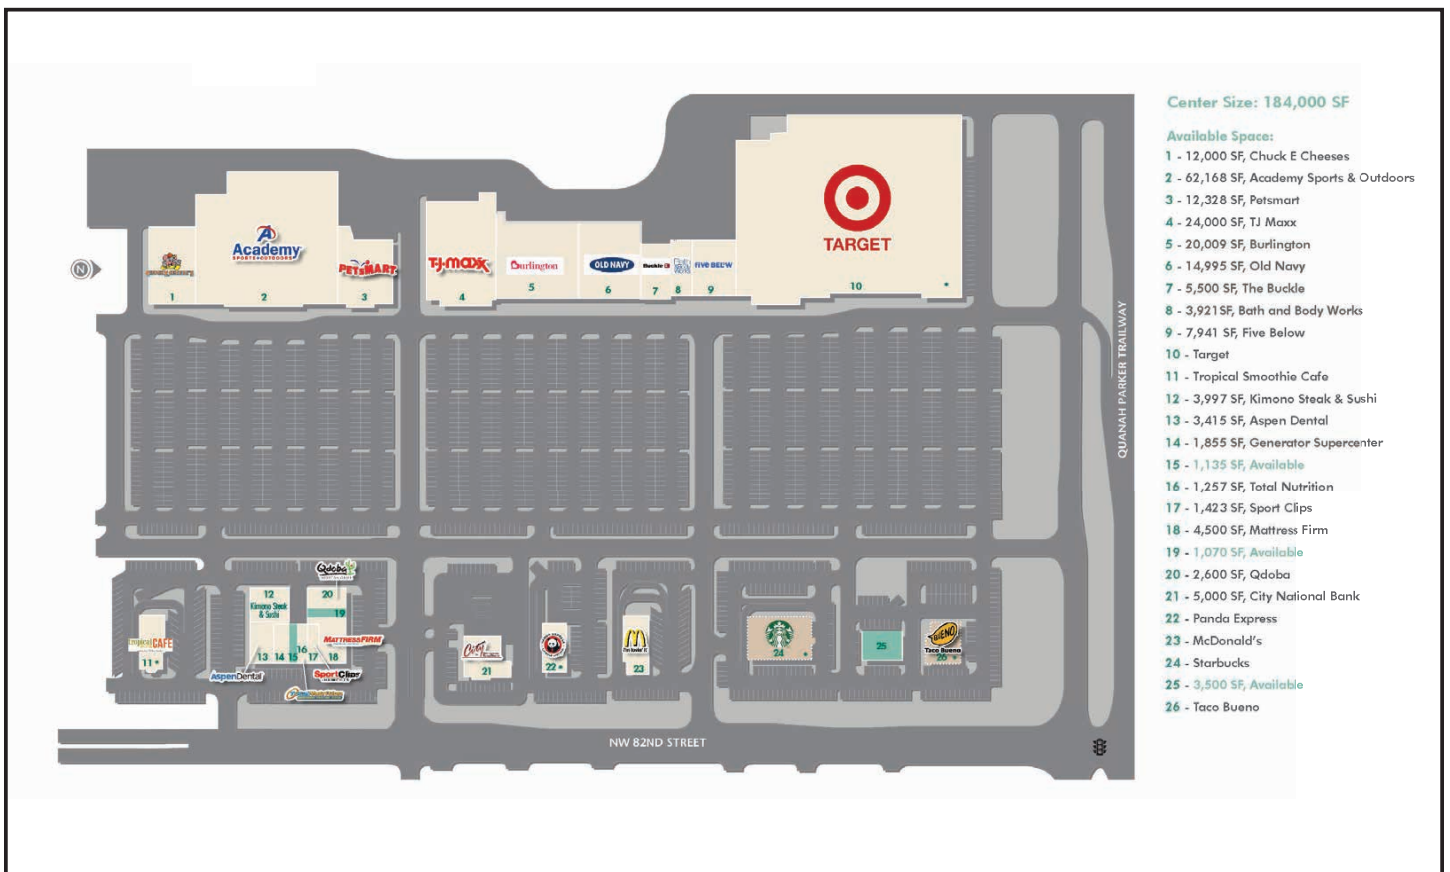 Center Size: 184,000 SF
Available Space:
1 - 12,000 SF, Chuck E Cheeses
2 - 62,168 SF, Academy Sports & Outdoors
3 - 12,328 SF, Petsmart
4 - 24,000 SF, TJ Maxx
5 - 20,009 SF, Burlington
6 - 14,995 SF, Old Navy
7 - 5,500 SF, The Buckle
8 - 3,921SF, Bath and Body Works
9 - 7,941 SF, Five Below
10 - Target
11 - Tropical Smoothie Cafe
12 - 3,997 SF, Kimono Steak & Sushi
13 - 3,415 SF, Aspen Dental
14 - 1,855 SF, Generator Supercenter
15 - 1,135 SF, Available
16 - 1,257 SF, Total Nutrition
17 - 1,423 SF, Sport Clips
18 - 4,500 SF, Mattress Firm
19 - 1,070 SF, Available
20 - 2,600 SF, Qdoba
21 - 5,000 SF, City National Bank
22 - Panda Express
23 - McDonald's
24 - Starbucks
25 - 3,500 SF, Available
26 - Taco Bueno
N
Academy
SPORTS+OUTDOORS
PETSMART
T·J·maxx
Burlington
OLD NAVY
Buckle
FIVE BELOW
TARGET
1
2
3
4
5
6
7
8
9
10
*
QUANAH PARKER TRAILWAY
Qdoba
12
Kimono Steak
& Sushi
20
19
tropical CAFE
11 *
13
14
15
16
17
18
MATTRESSFIRM
AspenDental
SportClips
City
21
22 *
23
24
*
25
BUENO
Taco Bueno
26 *
NW 82ND STREET